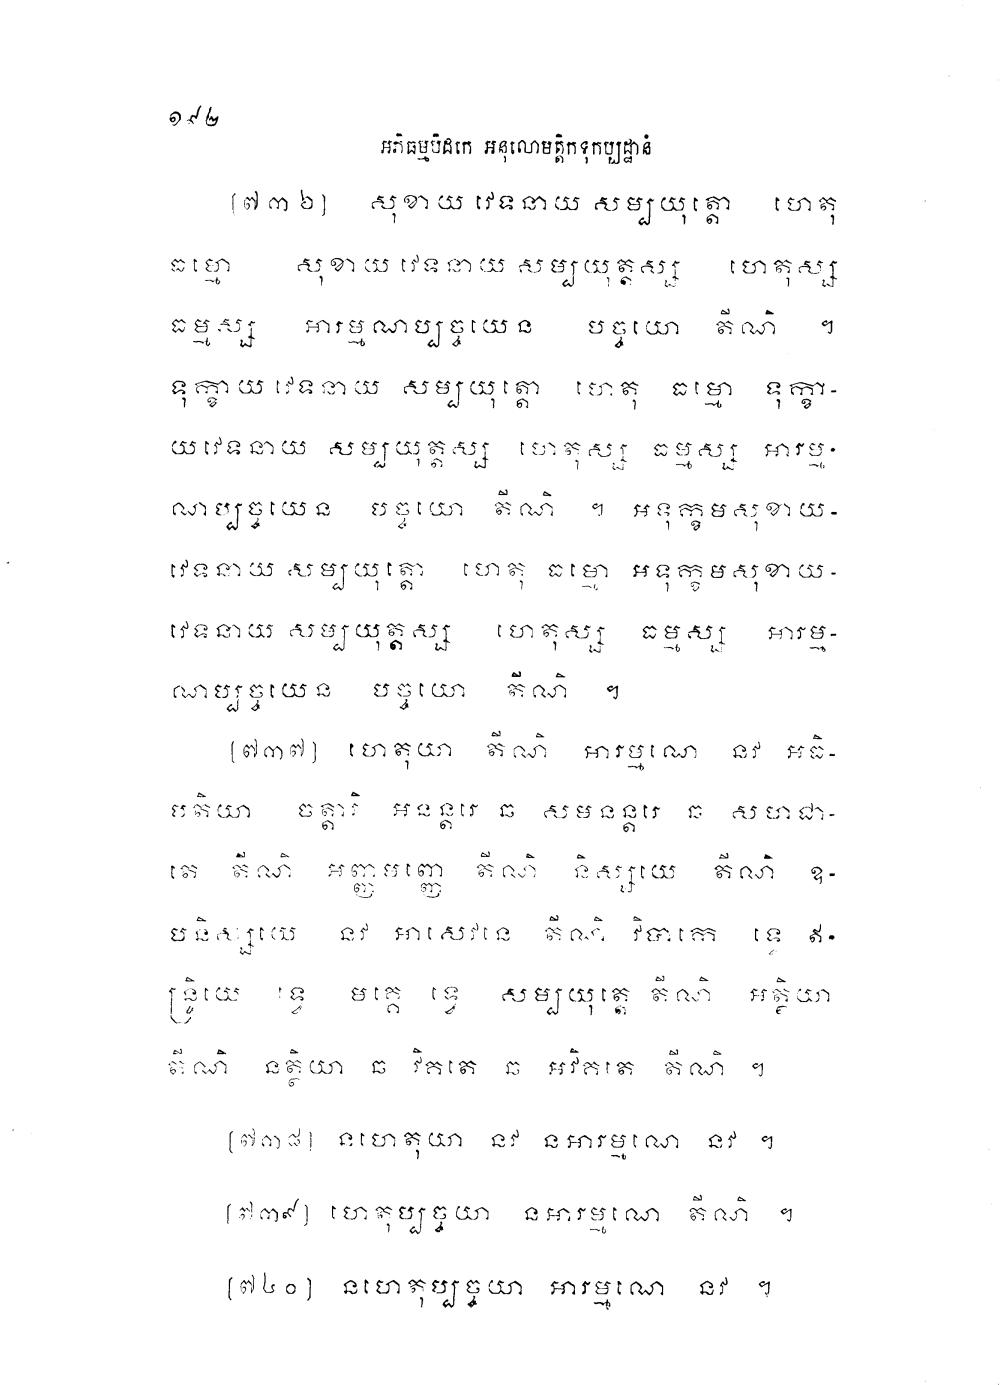 ១៩២
អភិធម្មបិដកេ អនុលោមត្តិកទុកប្បដ្ឋានំ
[៧៣៦] សុខាយ វេទនាយ សម្បយុត្តោ ហេតុ
ធម្មោ សុខាយ វេទនាយ សម្បយុត្តស្ស ហេតុស្ស
ធម្មស្ស អារម្មណប្បច្ចយេន បច្ចយោ តីណិ ។
ទុក្ខាយ វេទនាយ សម្បយុត្តោ ហេតុ ធម្មោ ទុក្ខា-
យ វេទនាយ សម្បយុត្តស្ស ហេតុស្ស ធម្មស្ស អារម្ម-
ណប្បច្ចយេន បច្ចយោ តីណិ ។ អទុក្ខមសុខាយ-
វេទនាយ សម្បយុត្តោ ហេតុ ធម្មោ អទុក្ខមសុខាយ-
វេទនាយ សម្បយុត្តស្ស ហេតុស្ស ធម្មស្ស អារម្ម-
ណប្បច្ចយេន បច្ចយោ តីណិ ។
[៧៣៧] ហេតុយា តីណិ អារម្មណេ នវ អធិ-
បតិយា ចត្តារិ អនន្តរេ ឆ សមនន្តរេ ឆ សហជា-
តេ តីណិ អញ្ញមញ្ញេ តីណិ និស្សយេ តីណិ ឧ-
បនិស្សយេ នវ អាសេវនេ តីណិ វិបាកេ ទ្វេ ឥ-
ន្ទ្រិយេ ទ្វេ មគ្គេ ទ្វេ សម្បយុត្តេ តីណិ អត្ថិយា
តីណិ នត្ថិយា ឆ វិគតេ ឆ អវិគតេ តីណិ ។
[៧៣៨] នហេតុយា នវ នអារម្មណេ នវ ។
[៧៣៩] ហេតុប្បច្ចយា នអារម្មណេ តីណិ ។
[៧៤០] នហេតុប្បច្ចយា អារម្មណេ នវ ។